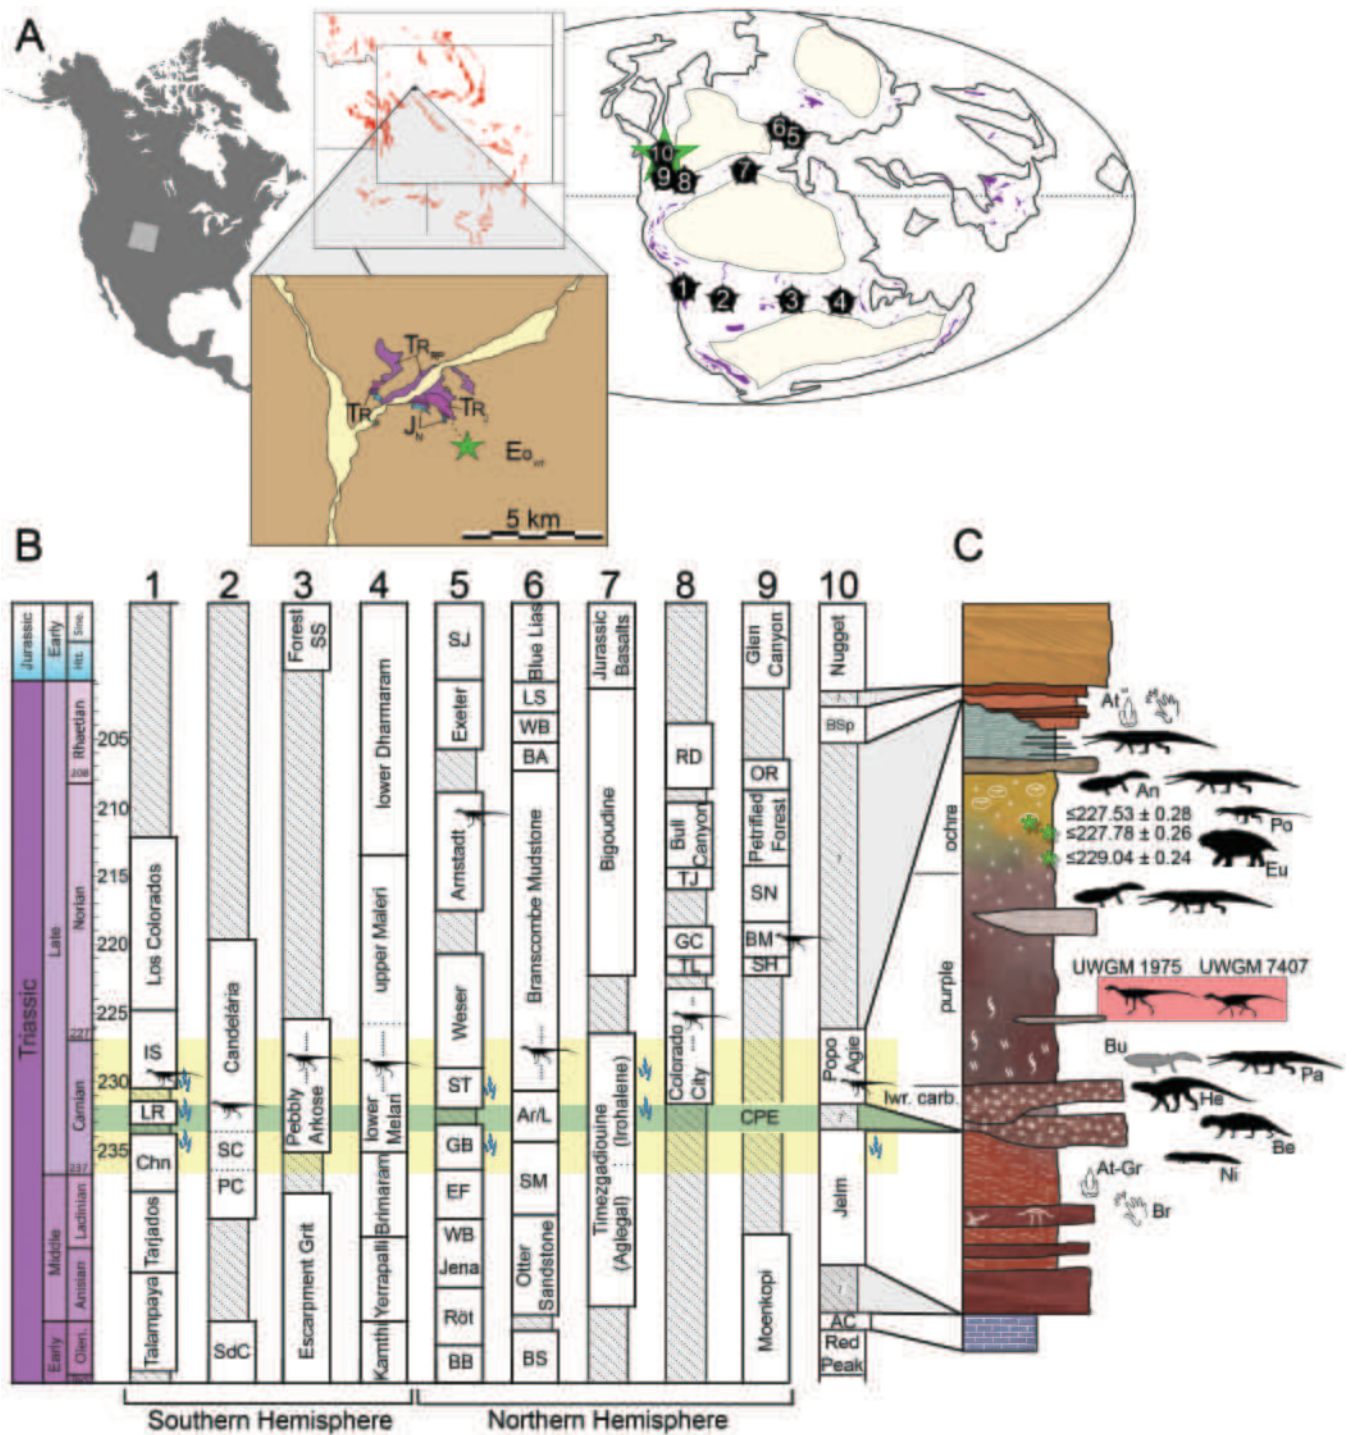 A
10
9
8
7
6
5
1
2
3
4
TR
TR
TR
J
Eo
5 km
B
C
1
2
3
4
5
6
7
8
9
10
Jurassic
Early
Sine.
Het.
Triassic
Late
Middle
Early
Rhaetian
Norian
Carnian
Ladinian
Anisian
Olen.
205
208
210
215
220
225
227
230
235
237
Los Colorados
IS
LR
Chn
Tarjados
Talampaya
Candelária
SC
PC
SdC
Forest
SS
Pebbly
Arkose
Escarpment Grit
lower Dharmaram
upper Maleri
lower
Melari
Brimaram
Yerrapalli
Kamthi
SJ
Exeter
Arnstadt
Weser
ST
GB
EF
WB
Jena
Röt
BB
Blue Lias
LS
WB
BA
Branscombe Mudstone
Ar/L
SM
Otter
Sandstone
BS
Jurassic
Basalts
Bigoudine
Timezgadiouine
(Irohalene)
(Aglegal)
RD
Bull
Canyon
TJ
GC
TL
Colorado
City
Glen
Canyon
OR
Petrified
Forest
SN
BM
SH
CPE
Moenkopi
Nugget
BSp
Popo
Agie
Jelm
AC
Red
Peak
ochre
purple
lwr. carb.
At
An
≤227.53 ± 0.28
≤227.78 ± 0.26
≤229.04 ± 0.24
Po
Eu
UWGM 1975 UWGM 7407
Bu
Pa
He
Be
Ni
At-Gr
Br
Southern Hemisphere
Northern Hemisphere